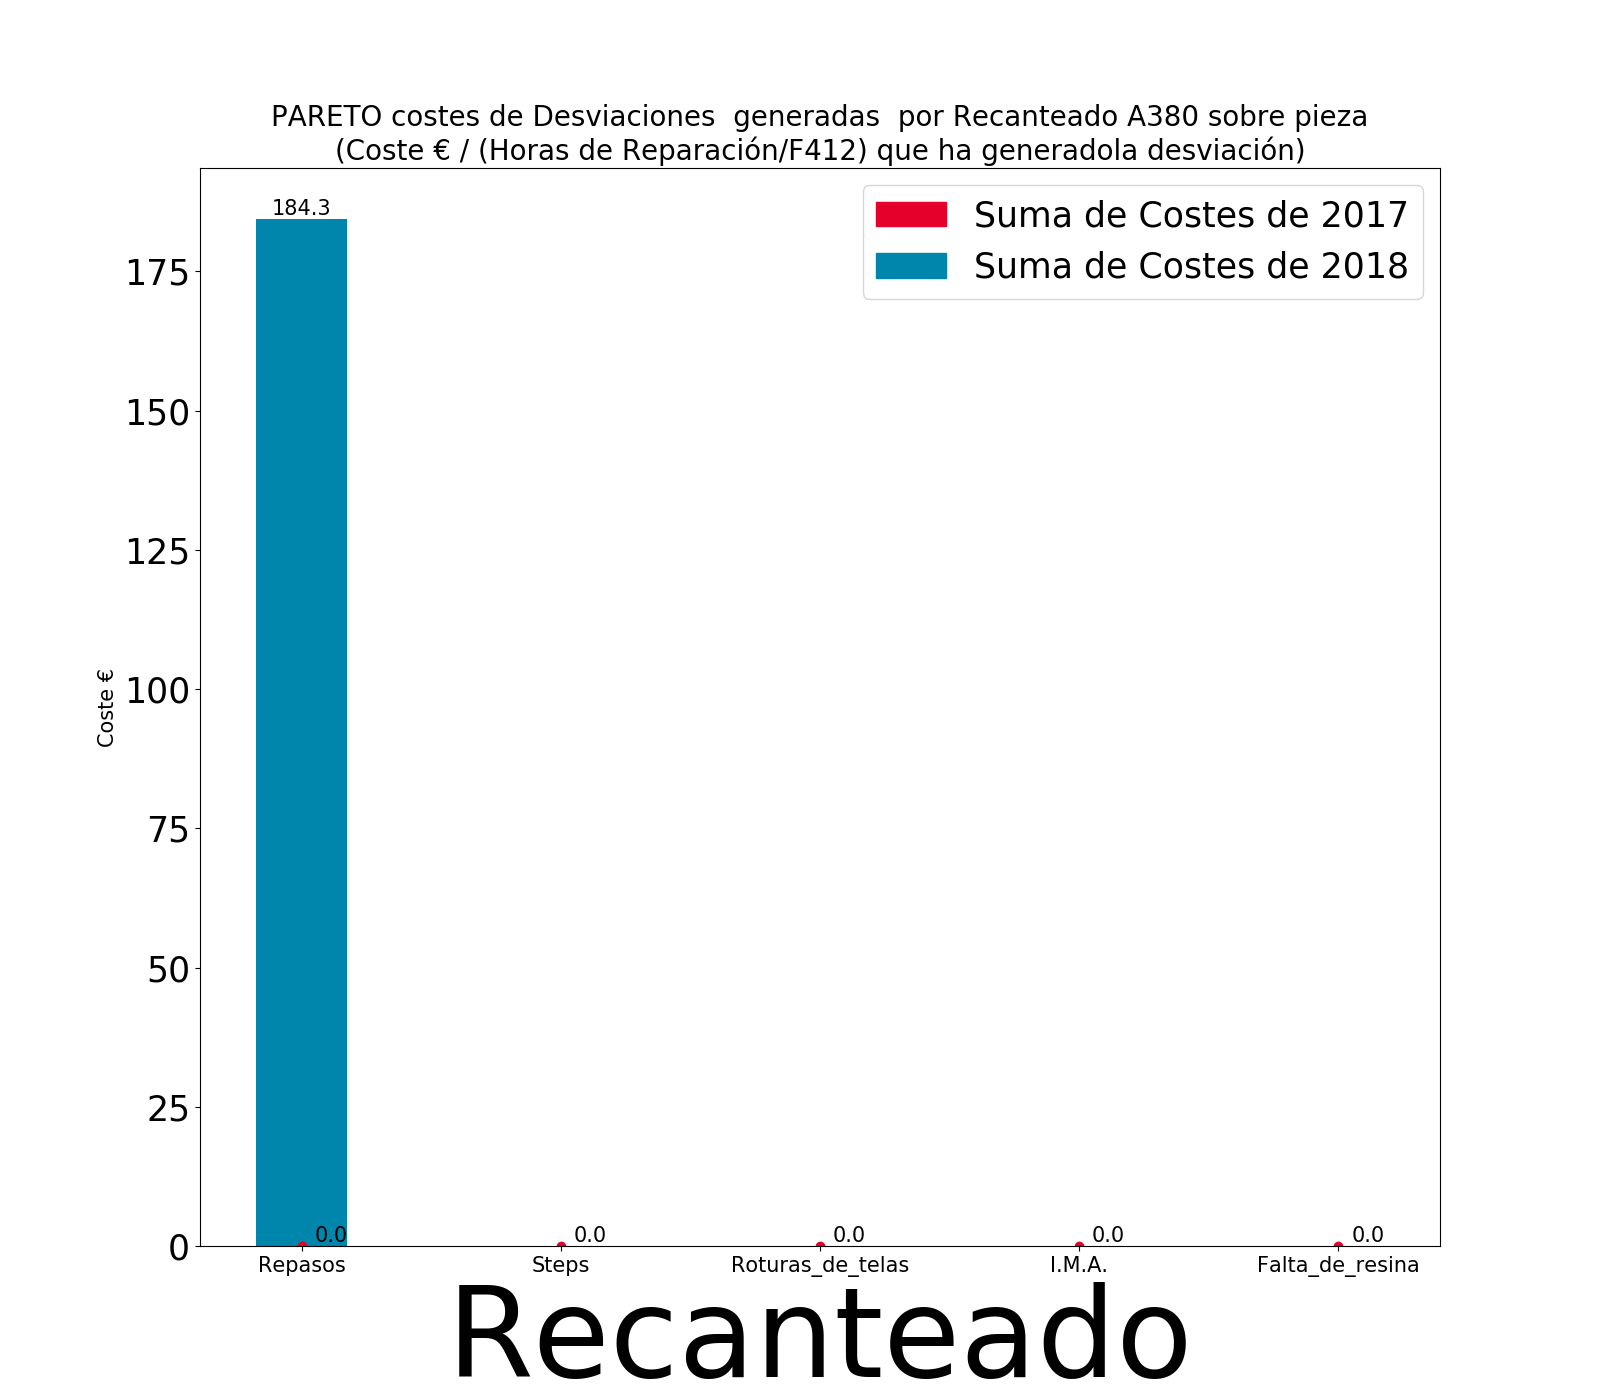 PARETO costes de Desviaciones  generadas  por Recanteado A380 sobre pieza
(Coste € / (Horas de Reparación/F412) que ha generadola desviación)
184.3
Suma de Costes de 2017
Suma de Costes de 2018
175
150
125
100
75
50
25
0
Coste €
0.0
0.0
0.0
0.0
0.0
Repasos
Steps
Roturas_de_telas
I.M.A.
Falta_de_resina
Recanteado